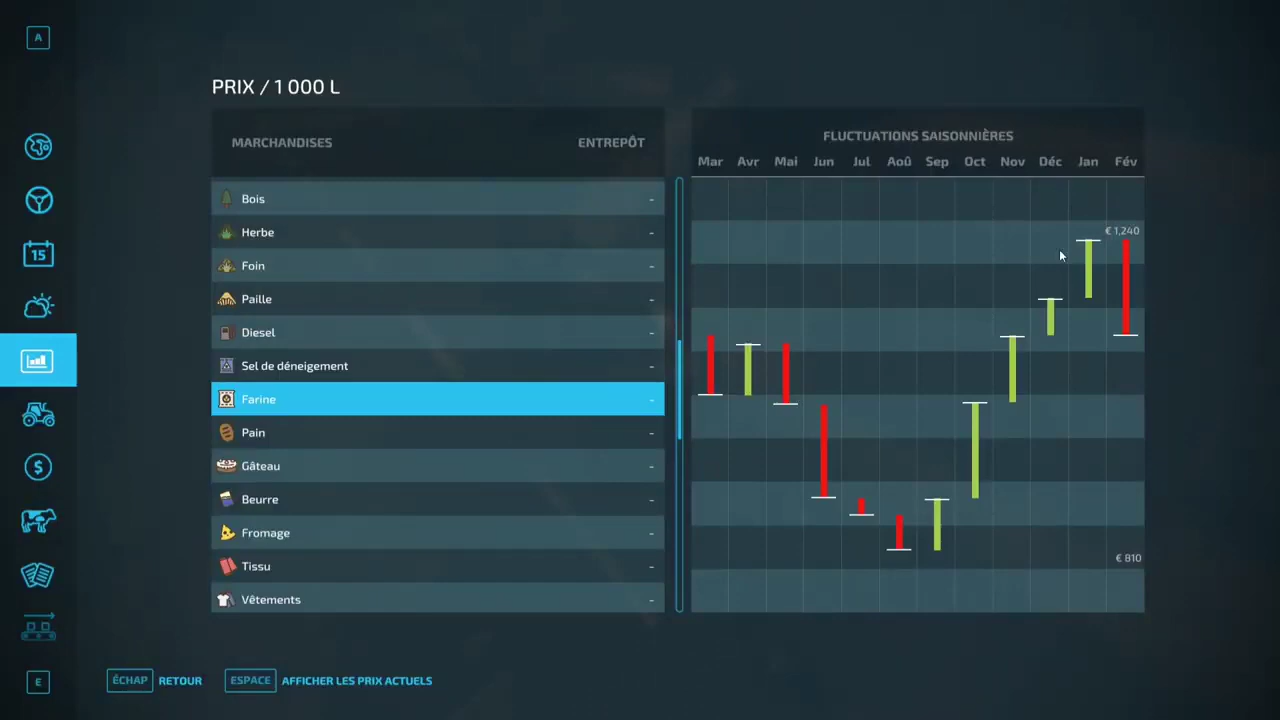 A
PRIX / 1 000 L
MARCHANDISES ENTREPÔT
FLUCTUATIONS SAISONNIÈRES
Mar Avr Mai Jun Jul Aoû Sep Oct Nov Déc Jan Fév
15
Bois -
Herbe -
Foin -
Paille -
Diesel -
Sel de déneigement -
Farine -
Pain -
Gâteau -
Beurre -
Fromage -
Tissu -
Vêtements -
€ 1,240
€ 810
$
E
ÉCHAP RETOUR ESPACE AFFICHER LES PRIX ACTUELS